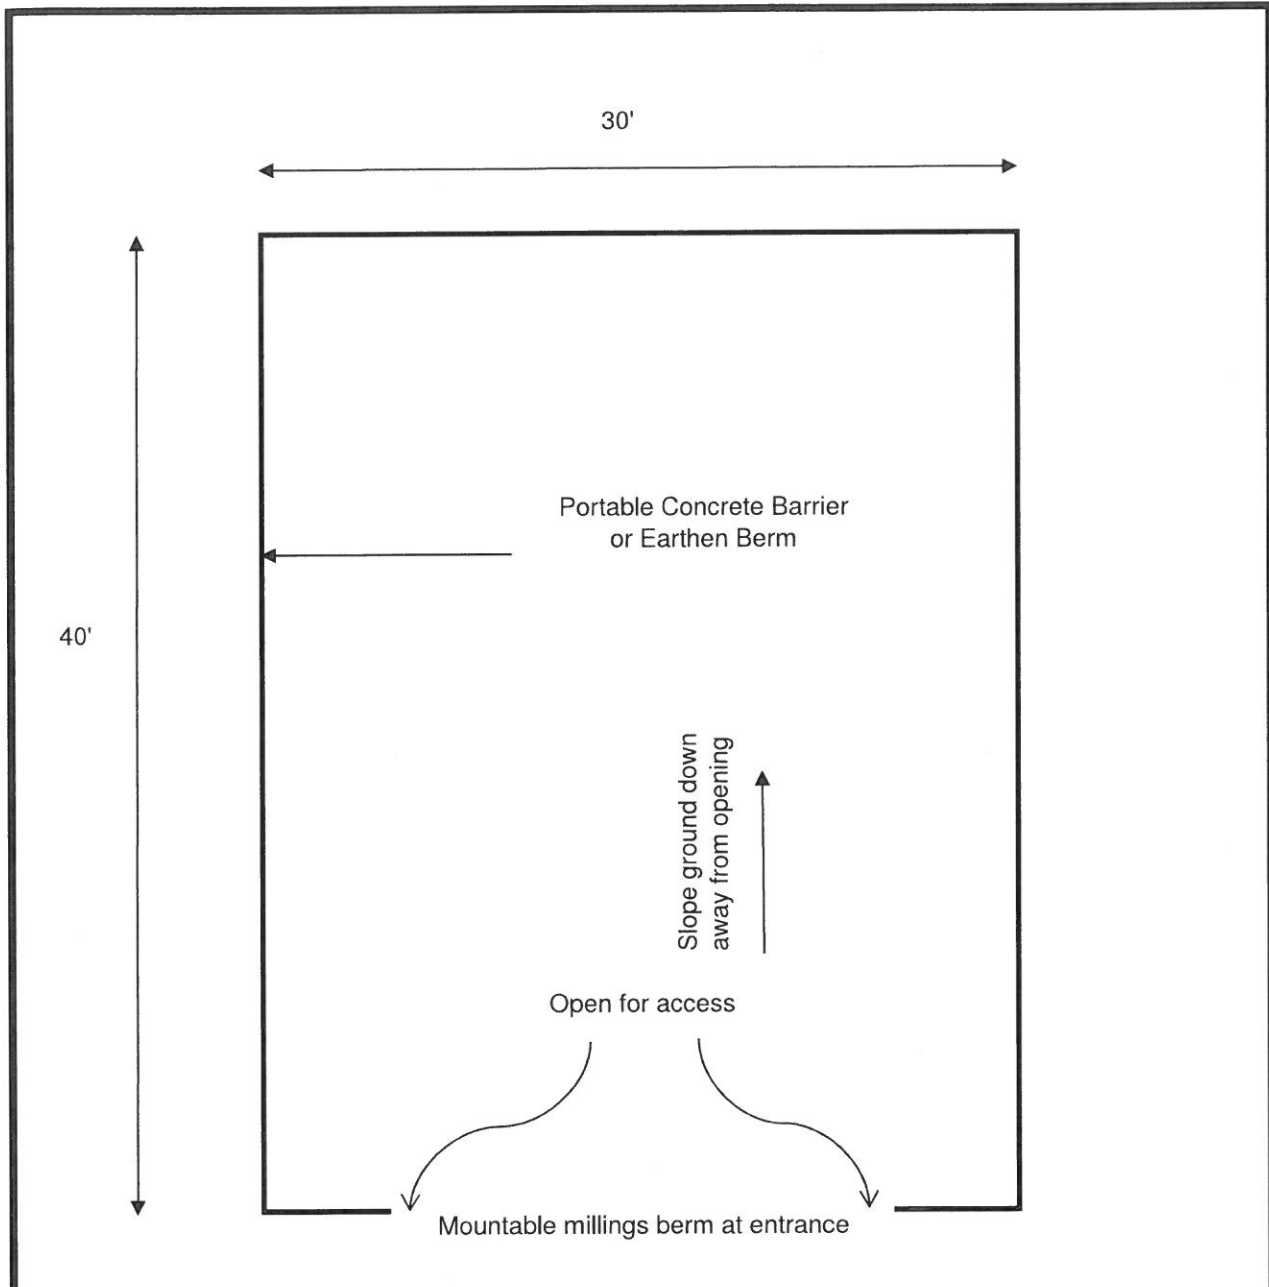 30'
Portable Concrete Barrier
or Earthen Berm
40'
Slope ground down
away from opening
Open for access
Mountable millings berm at entrance